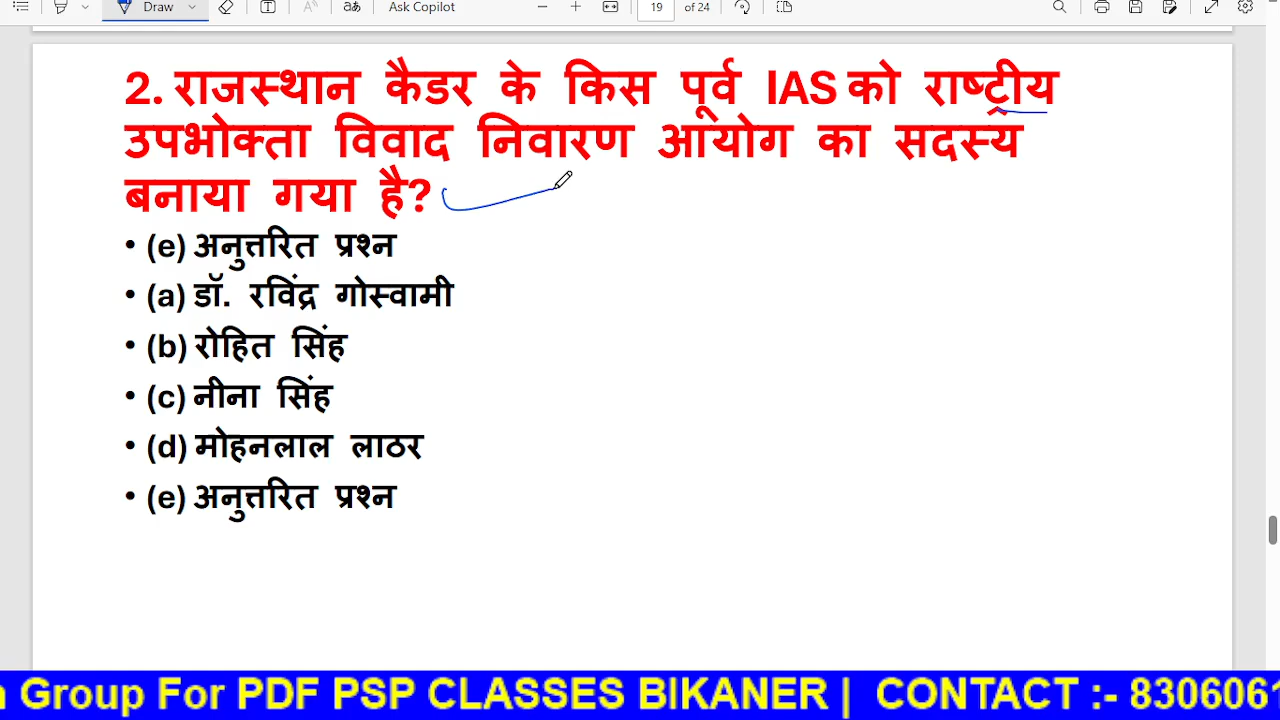 Draw
Ask Copilot
19 of 24
2. राजस्थान कैडर के किस पूर्व IAS को राष्ट्रीय
उपभोक्ता विवाद निवारण आयोग का सदस्य
बनाया गया है?
• (e) अनुत्तरित प्रश्न
• (a) डॉ. रविंद्र गोस्वामी
• (b) रोहित सिंह
• (c) नीना सिंह
• (d) मोहनलाल लाठर
• (e) अनुत्तरित प्रश्न
Group For PDF PSP CLASSES BIKANER | CONTACT :- 830606